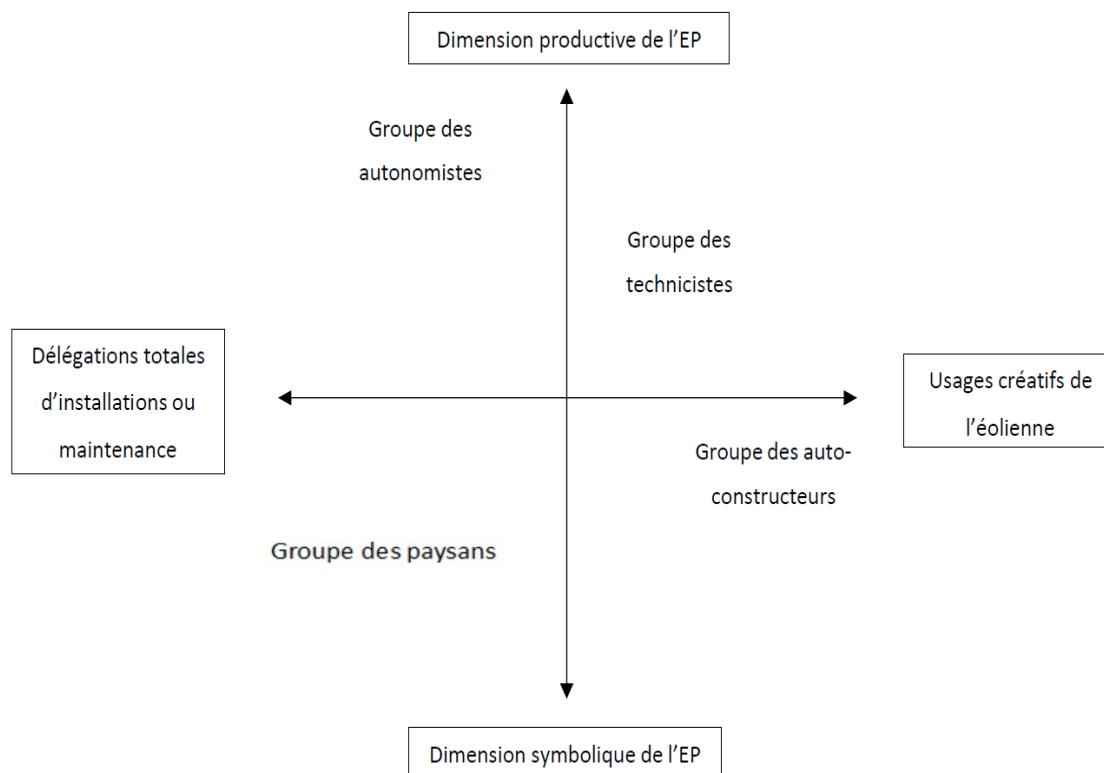 Dimension productive de l’EP
Groupe des
autonomistes
Groupe des
technicistes
Délégations totales
d’installations ou
maintenance
Usages créatifs de
l’éolienne
Groupe des auto-
constructeurs
Groupe des paysans
Dimension symbolique de l’EP